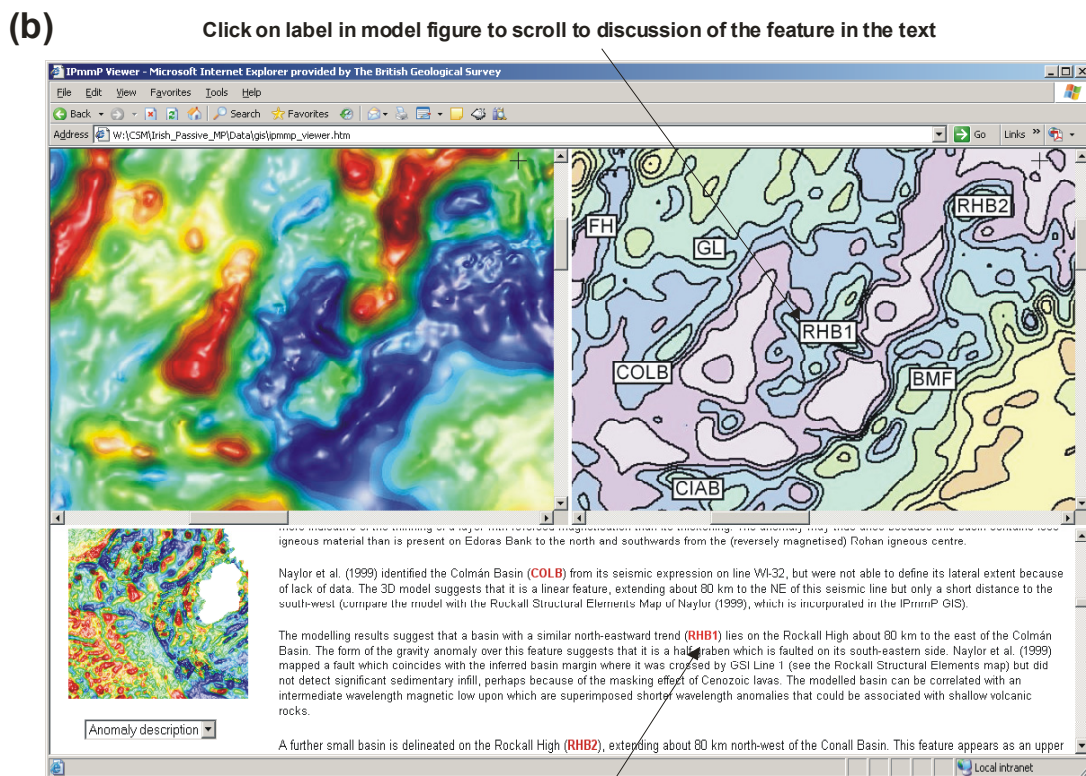 (b)
Click on label in model figure to scroll to discussion of the feature in the text
IPmmP Viewer - Microsoft Internet Explorer provided by The British Geological Survey
File Edit View Favorites Tools Help
Back Search Favorites
Address W:\CSM\Irish_Passive_MP\Data\gis\ipmmp_viewer.htm Go Links »
RHB2
FH
GL
RHB1
COLB
BMF
CIAB
igneous material than is present on Edoras Bank to the north and southwards from the (reversely magnetised) Rohan igneous centre.
Naylor et al. (1999) identified the Colmán Basin (COLB) from its seismic expression on line WI-32, but were not able to define its lateral extent because
of lack of data. The 3D model suggests that it is a linear feature, extending about 80 km to the NE of this seismic line but only a short distance to the
south-west (compare the model with the Rockall Structural Elements Map of Naylor (1999), which is incorporated in the IPmmP GIS).
The modelling results suggest that a basin with a similar north-eastward trend (RHB1) lies on the Rockall High about 80 km to the east of the Colmán
Basin. The form of the gravity anomaly over this feature suggests that it is a half-graben which is faulted on its south-eastern side. Naylor et al. (1999)
mapped a fault which coincides with the inferred basin margin where it was crossed by GSI Line 1 (see the Rockall Structural Elements map) but did
not detect significant sedimentary infill, perhaps because of the masking effect of Cenozoic lavas. The modelled basin can be correlated with an
intermediate wavelength magnetic low upon which are superimposed shorter wavelength anomalies that could be associated with shallow volcanic
rocks.
Anomaly description
A further small basin is delineated on the Rockall High (RHB2), extending about 80 km north-west of the Conall Basin. This feature appears as an upper
Local intranet